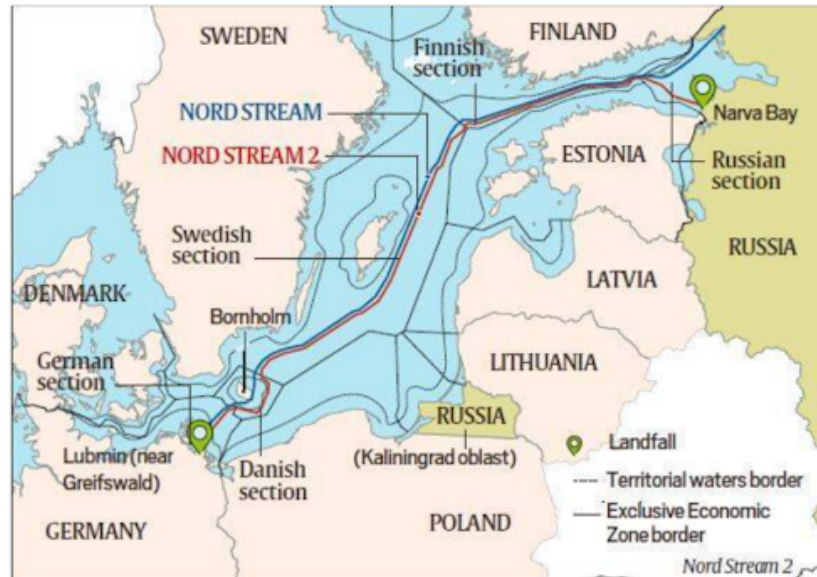 SWEDEN
FINLAND
Finnish
section
NORD STREAM
NORD STREAM 2
Narva Bay
ESTONIA
Russian
section
Swedish
section
RUSSIA
LATVIA
DENMARK
Bornholm
German
section
LITHUANIA
RUSSIA
(Kaliningrad oblast)
Lubmin (near
Greifswald)
Danish
section
GERMANY
POLAND
Landfall
Territorial waters border
Exclusive Economic
Zone border
Nord Stream 2